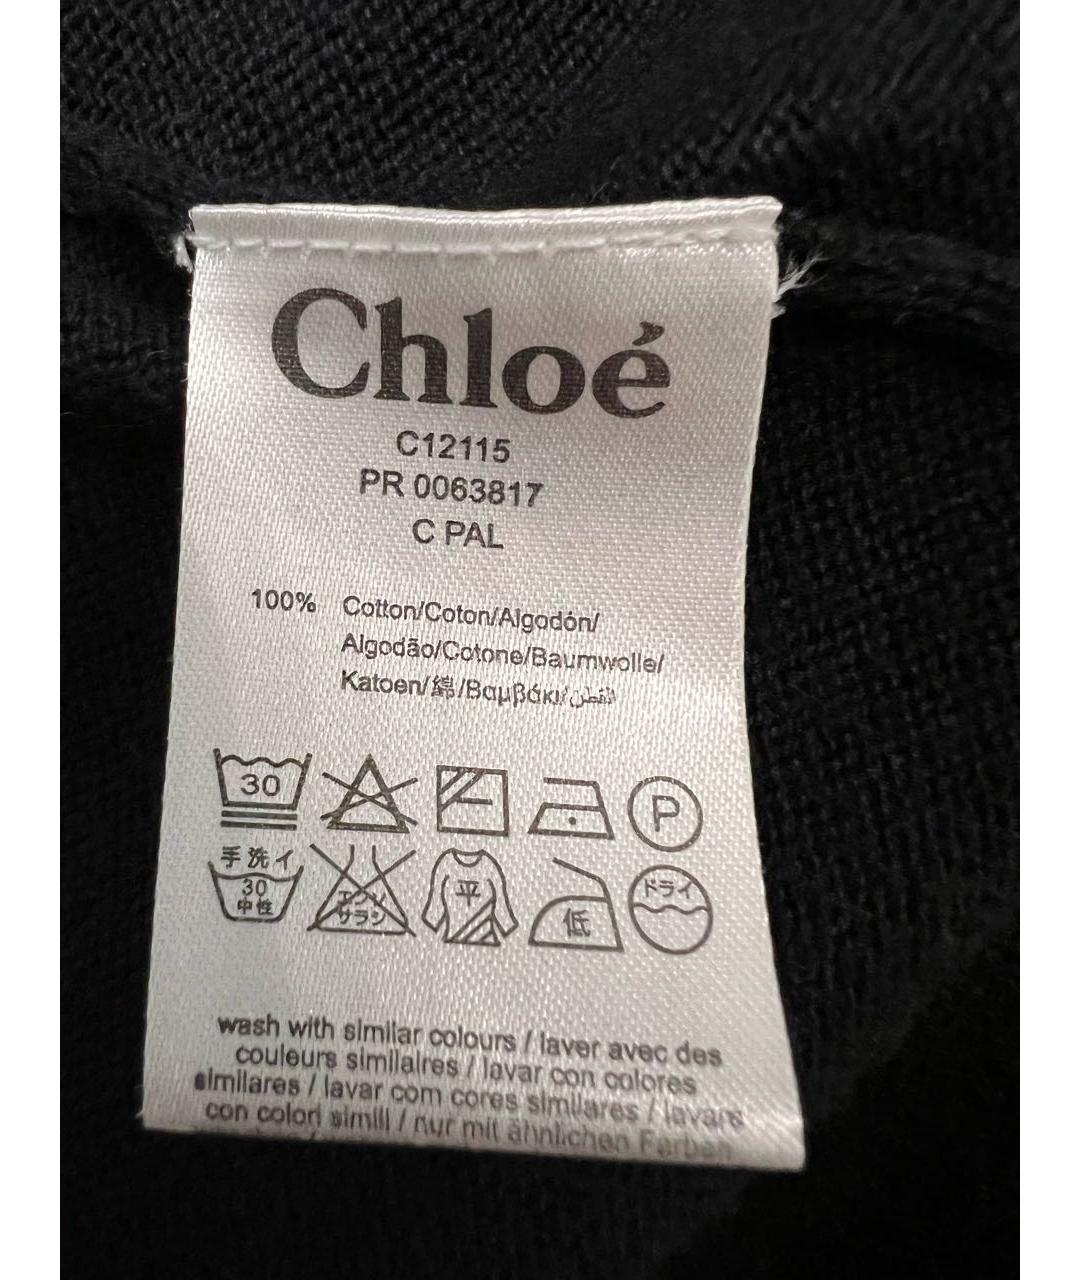 Chloé
C12115
PR 0063817
C PAL
100% Cotton/Coton/Algodón/
Algodão/Cotone/Baumwolle/
Katoen/綿/Βαμβάκι/القطن
30
P
手洗イ
30
中性
エンソ
サラシ
平
低
ドライ
wash with similar colours / laver avec des
couleurs similaires / lavar con colores
similares / lavar com cores similares / lavare
con colori simili / nur mit ähnlichen Farben